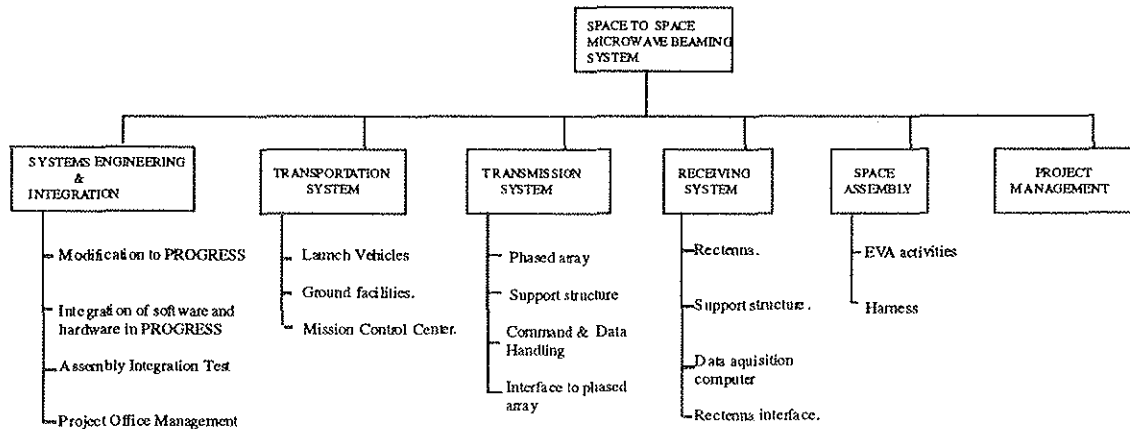 SPACE TO SPACE
MICROWAVE BEAMING
SYSTEM
SYSTEMS ENGINEERING
&
INTEGRATION
TRANSPORTATION
SYSTEM
TRANSMISSION
SYSTEM
RECEIVING
SYSTEM
SPACE
ASSEMBLY
PROJECT
MANAGEMENT
Modification to PROGRESS
Integration of software and
hardware in PROGRESS
Assembly Integration Test
Project Office Management
Launch Vehicles
Ground facilities.
Mission Control Center.
Phased array
Support structure
Command & Data
Handling
Interface to phased
array
Rectenna.
Support structure.
Data aquisition
computer
Rectenna interface.
EVA activities
Harness